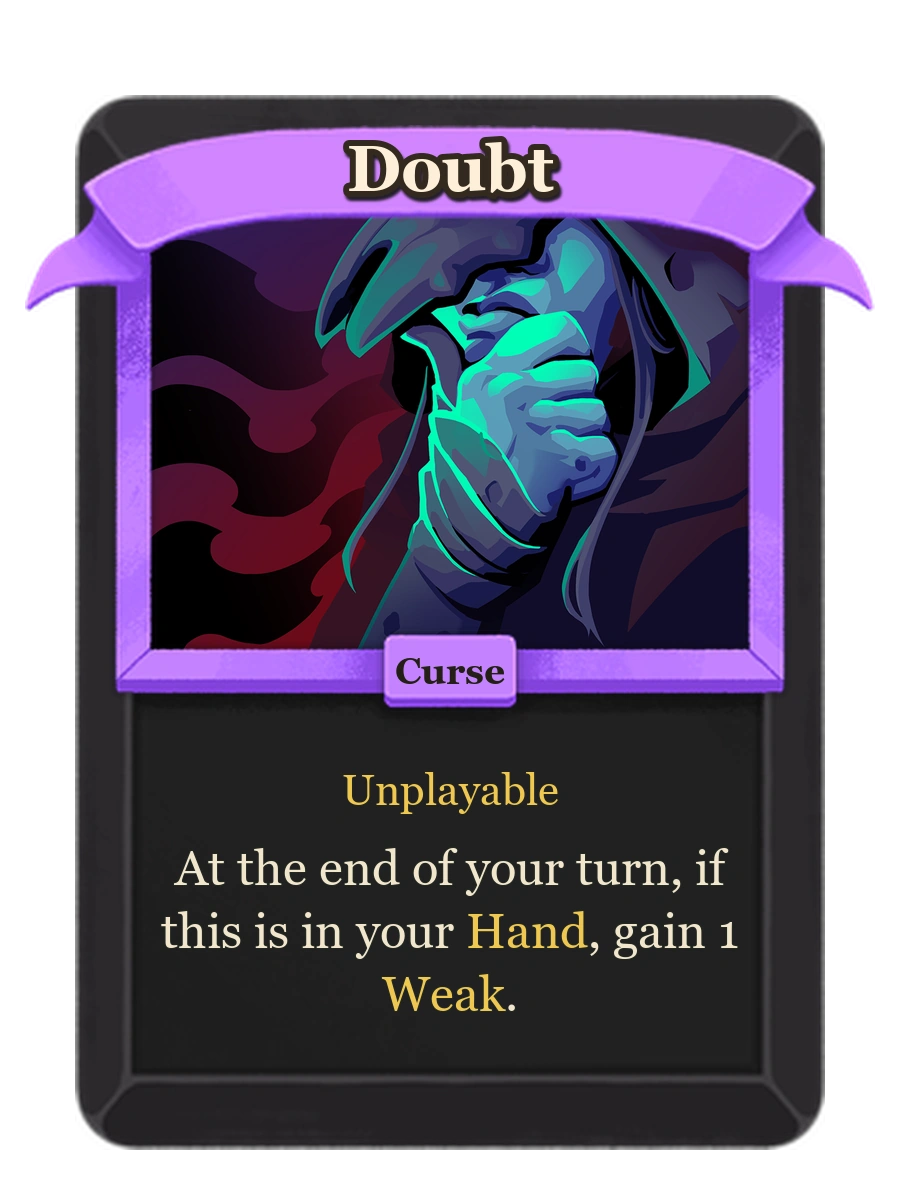 Doubt
Curse
Unplayable
At the end of your turn, if
this is in your Hand, gain 1
Weak.